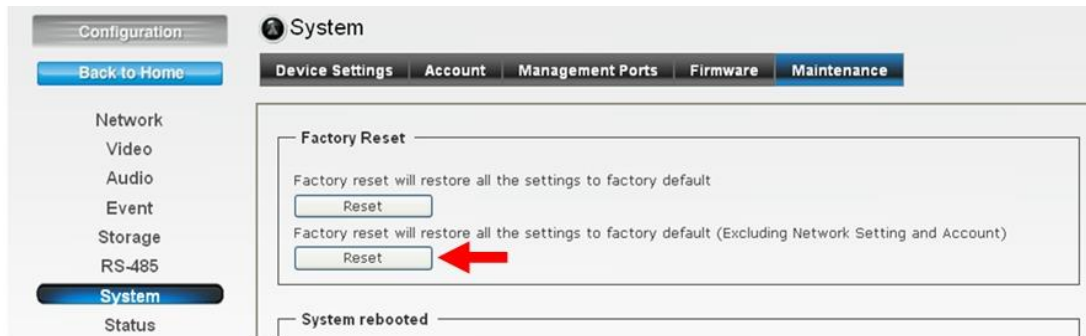 Configuration
System
Back to Home
Device Settings Account Management Ports Firmware Maintenance
Network
Video
Audio
Event
Storage
RS-485
System
Status
Factory Reset
Factory reset will restore all the settings to factory default
Reset
Factory reset will restore all the settings to factory default (Excluding Network Setting and Account)
Reset
System rebooted